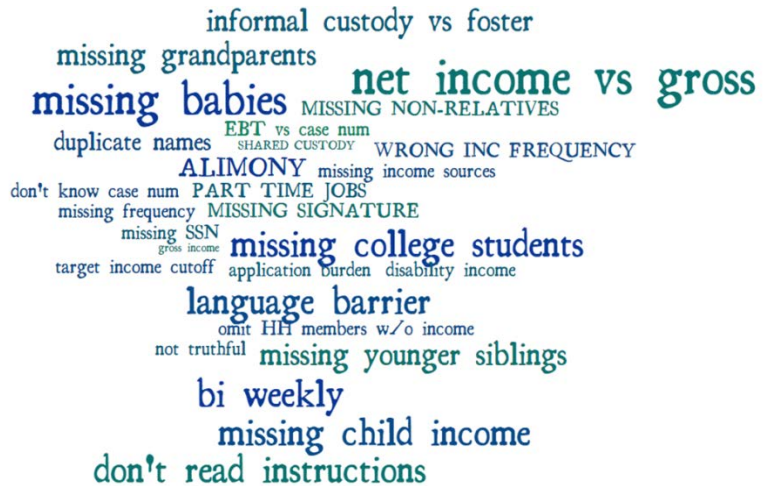 informal custody vs foster
missing grandparents
net income vs gross
missing babies
MISSING NON-RELATIVES
EBT vs case num
duplicate names
SHARED CUSTODY
WRONG INC FREQUENCY
ALIMONY
missing income sources
don't know case num
PART TIME JOBS
missing frequency
MISSING SIGNATURE
missing SSN
gross income
missing college students
target income cutoff
application burden
disability income
language barrier
omit HH members w/o income
not truthful
missing younger siblings
bi weekly
missing child income
don't read instructions